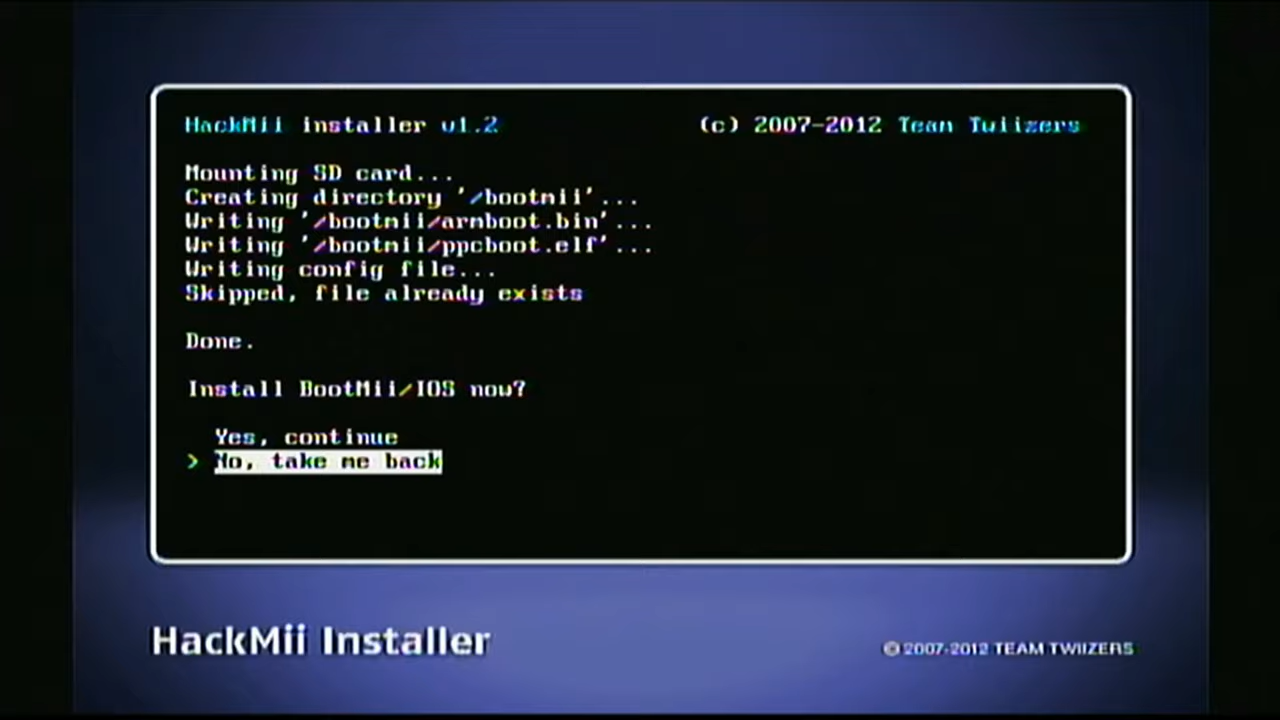 HackMii installer v1.2 (c) 2007-2012 Team Twiizers
Mounting SD card...
Creating directory '/bootmii'...
Writing '/bootmii/armboot.bin'...
Writing '/bootmii/ppcboot.elf'...
Writing config file...
Skipped, file already exists
Done.
Install BootMii/IOS now?
Yes, continue
> No, take me back
HackMii Installer © 2007-2012 TEAM TWIIZERS